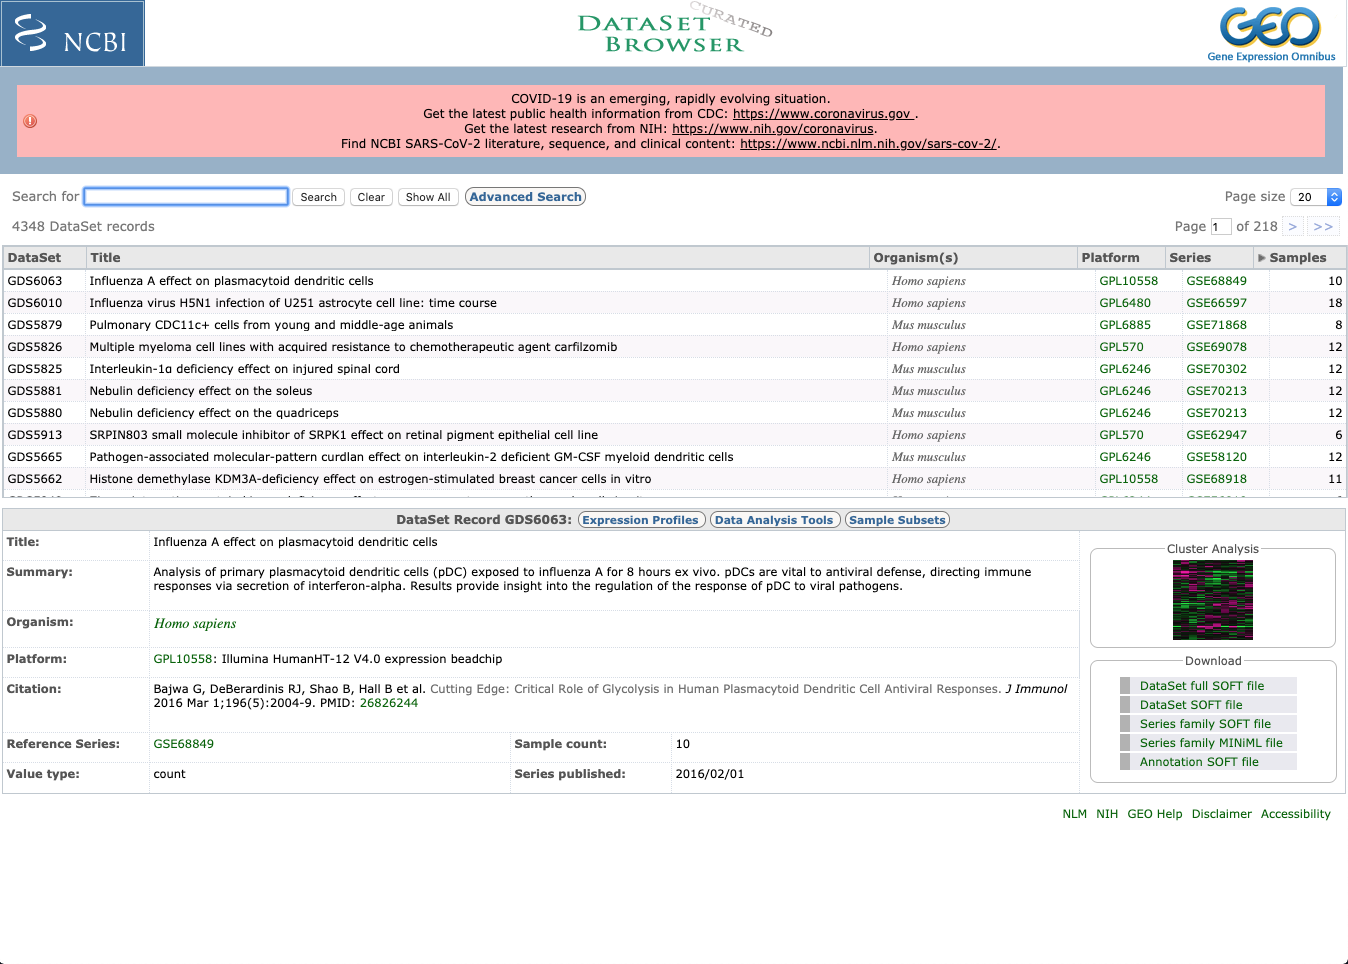 NCBI
DATASET
BROWSER
CURATED
GEO
Gene Expression Omnibus
COVID-19 is an emerging, rapidly evolving situation.
Get the latest public health information from CDC: https://www.coronavirus.gov .
Get the latest research from NIH: https://www.nih.gov/coronavirus.
Find NCBI SARS-CoV-2 literature, sequence, and clinical content: https://www.ncbi.nlm.nih.gov/sars-cov-2/.
Search for Search Clear Show All Advanced Search Page size 20
4348 DataSet records Page 1 of 218 > >>
DataSet Title Organism(s) Platform Series Samples
GDS6063 Influenza A effect on plasmacytoid dendritic cells Homo sapiens GPL10558 GSE68849 10
GDS6010 Influenza virus H5N1 infection of U251 astrocyte cell line: time course Homo sapiens GPL6480 GSE66597 18
GDS5879 Pulmonary CDC11c+ cells from young and middle-age animals Mus musculus GPL6885 GSE71868 8
GDS5826 Multiple myeloma cell lines with acquired resistance to chemotherapeutic agent carfilzomib Homo sapiens GPL570 GSE69078 12
GDS5825 Interleukin-1α deficiency effect on injured spinal cord Mus musculus GPL6246 GSE70302 12
GDS5881 Nebulin deficiency effect on the soleus Mus musculus GPL6246 GSE70213 12
GDS5880 Nebulin deficiency effect on the quadriceps Mus musculus GPL6246 GSE70213 12
GDS5913 SRPIN803 small molecule inhibitor of SRPK1 effect on retinal pigment epithelial cell line Homo sapiens GPL570 GSE62947 6
GDS5665 Pathogen-associated molecular-pattern curdlan effect on interleukin-2 deficient GM-CSF myeloid dendritic cells Mus musculus GPL6246 GSE58120 12
GDS5662 Histone demethylase KDM3A-deficiency effect on estrogen-stimulated breast cancer cells in vitro Homo sapiens GPL10558 GSE68918 11
DataSet Record GDS6063: Expression Profiles Data Analysis Tools Sample Subsets
Title: Influenza A effect on plasmacytoid dendritic cells
Summary: Analysis of primary plasmacytoid dendritic cells (pDC) exposed to influenza A for 8 hours ex vivo. pDCs are vital to antiviral defense, directing immune
responses via secretion of interferon-alpha. Results provide insight into the regulation of the response of pDC to viral pathogens.
Organism: Homo sapiens
Platform: GPL10558: Illumina HumanHT-12 V4.0 expression beadchip
Citation: Bajwa G, DeBerardinis RJ, Shao B, Hall B et al. Cutting Edge: Critical Role of Glycolysis in Human Plasmacytoid Dendritic Cell Antiviral Responses. J Immunol
2016 Mar 1;196(5):2004-9. PMID: 26826244
Reference Series: GSE68849 Sample count: 10
Value type: count Series published: 2016/02/01
Cluster Analysis
Download
DataSet full SOFT file
DataSet SOFT file
Series family SOFT file
Series family MINiML file
Annotation SOFT file
NLM NIH GEO Help Disclaimer Accessibility